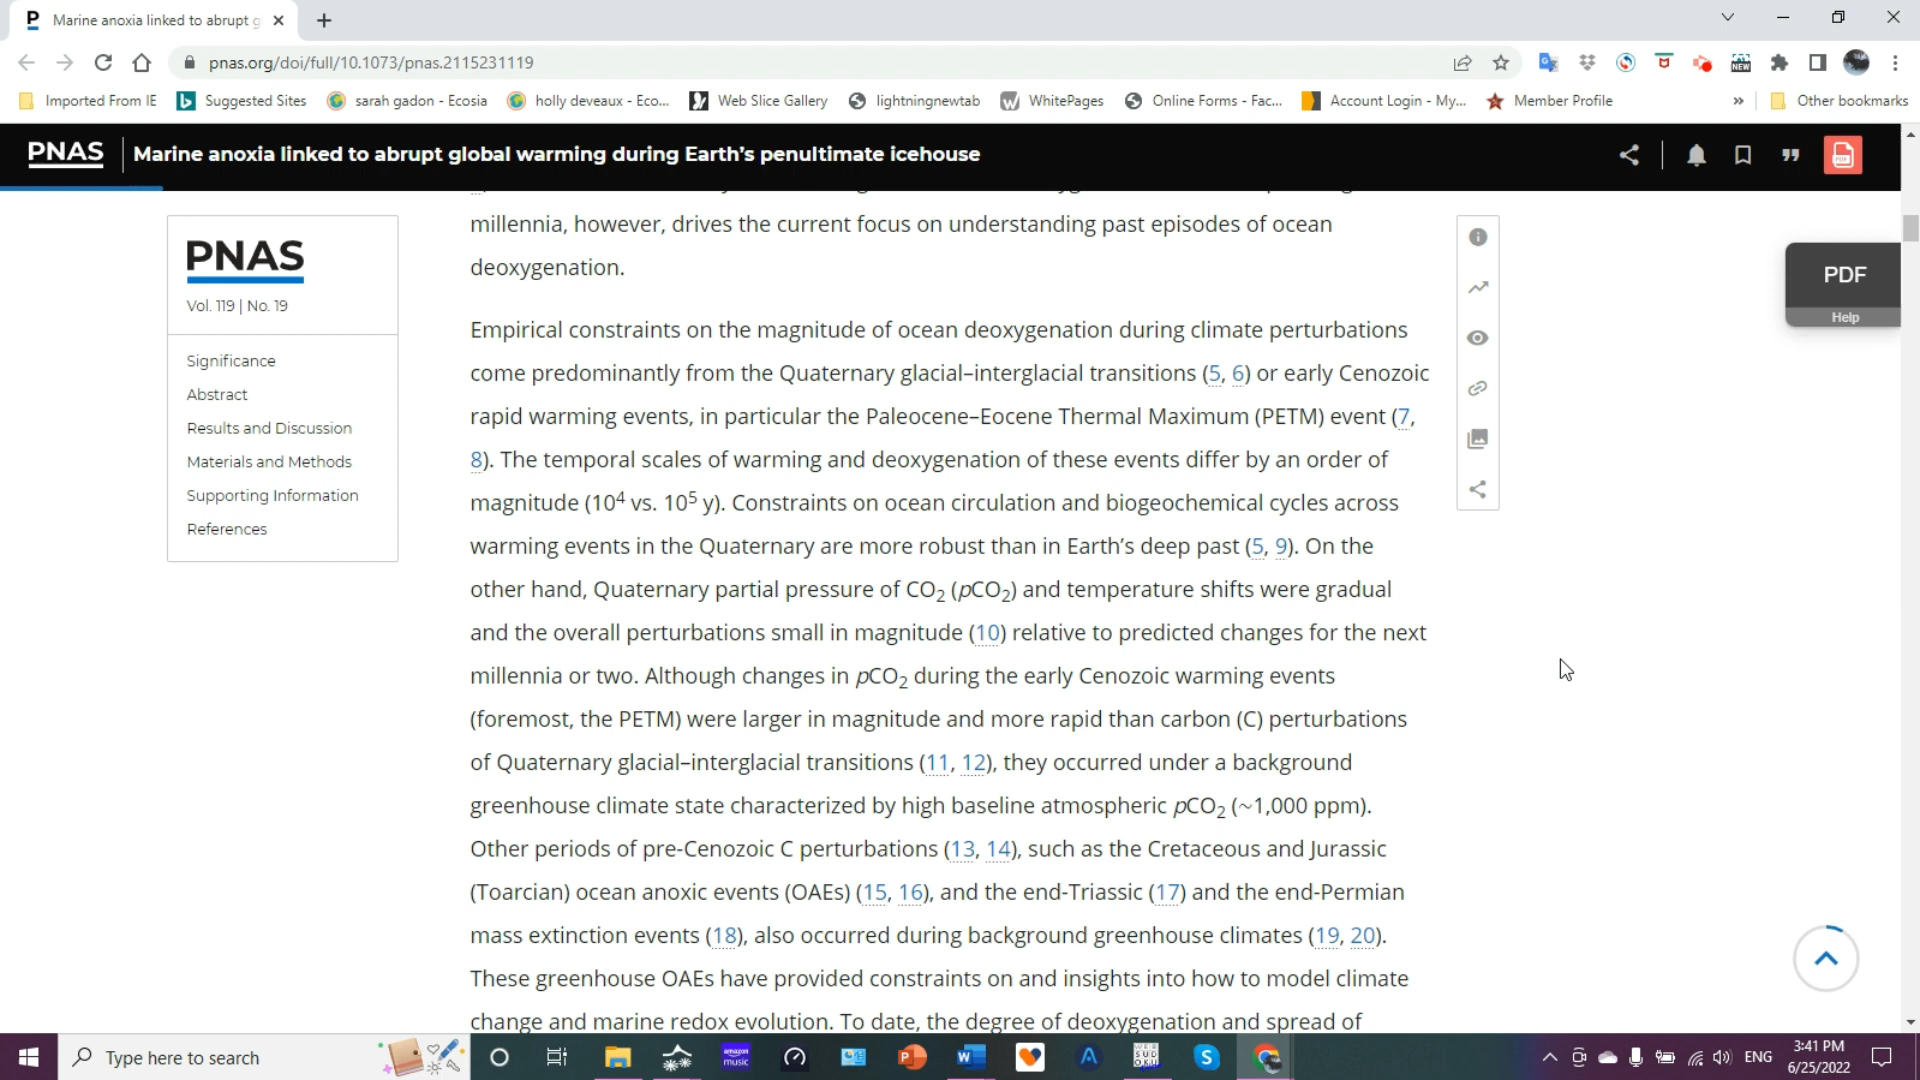 Marine anoxia linked to abrupt g
pnas.org/doi/full/10.1073/pnas.2115231119
Imported From IE
Suggested Sites
sarah gadon - Ecosia
holly deveaux - Eco...
Web Slice Gallery
lightningnewtab
WhitePages
Online Forms - Fac...
Account Login - My...
Member Profile
»
Other bookmarks
PNAS
Marine anoxia linked to abrupt global warming during Earth's penultimate icehouse
PNAS
Vol. 119 | No. 19
Significance
Abstract
Results and Discussion
Materials and Methods
Supporting Information
References
millennia, however, drives the current focus on understanding past episodes of ocean
deoxygenation.
Empirical constraints on the magnitude of ocean deoxygenation during climate perturbations
come predominantly from the Quaternary glacial–interglacial transitions (5, 6) or early Cenozoic
rapid warming events, in particular the Paleocene–Eocene Thermal Maximum (PETM) event (7,
8). The temporal scales of warming and deoxygenation of these events differ by an order of
magnitude (10⁴ vs. 10⁵ y). Constraints on ocean circulation and biogeochemical cycles across
warming events in the Quaternary are more robust than in Earth's deep past (5, 9). On the
other hand, Quaternary partial pressure of CO₂ (pCO₂) and temperature shifts were gradual
and the overall perturbations small in magnitude (10) relative to predicted changes for the next
millennia or two. Although changes in pCO₂ during the early Cenozoic warming events
(foremost, the PETM) were larger in magnitude and more rapid than carbon (C) perturbations
of Quaternary glacial–interglacial transitions (11, 12), they occurred under a background
greenhouse climate state characterized by high baseline atmospheric pCO₂ (~1,000 ppm).
Other periods of pre-Cenozoic C perturbations (13, 14), such as the Cretaceous and Jurassic
(Toarcian) ocean anoxic events (OAEs) (15, 16), and the end-Triassic (17) and the end-Permian
mass extinction events (18), also occurred during background greenhouse climates (19, 20).
These greenhouse OAEs have provided constraints on and insights into how to model climate
change and marine redox evolution. To date, the degree of deoxygenation and spread of
PDF
Help
Type here to search
amazon
music
ENG
3:41 PM
6/25/2022